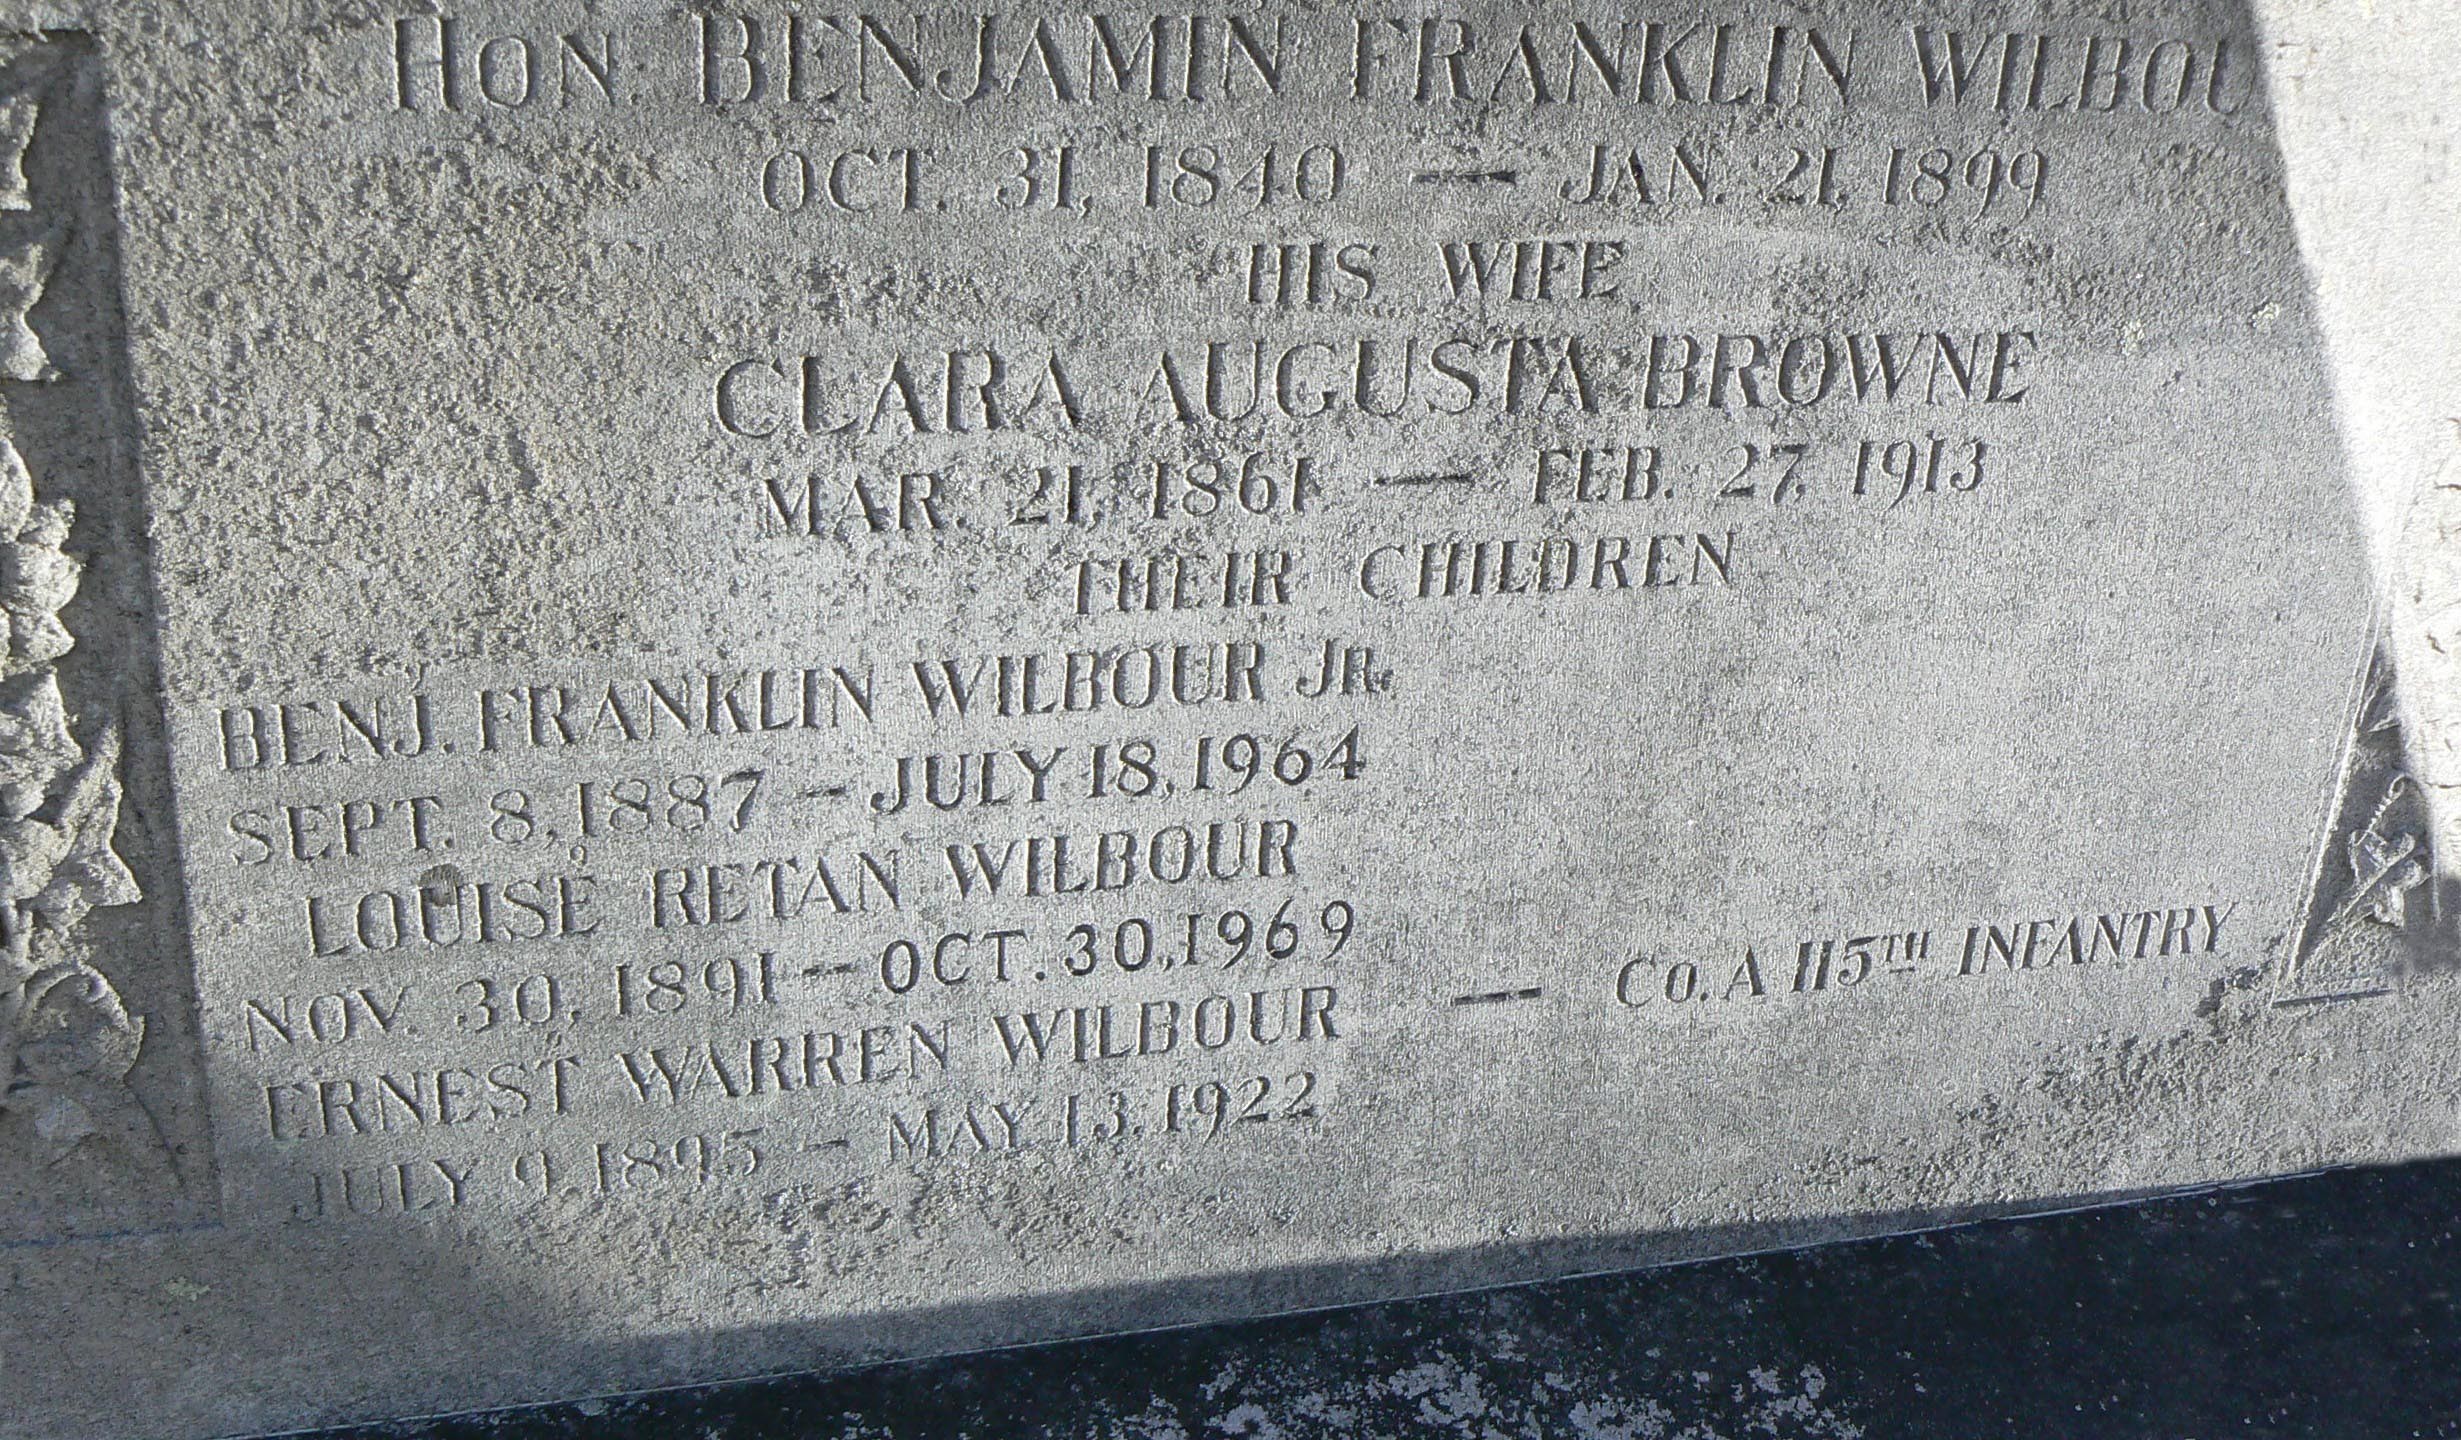 HON. BENJAMIN FRANKLIN WILBOU
OCT. 31, 1840 — JAN. 21, 1899
HIS WIFE
CLARA AUGUSTA BROWNE
MAR. 21, 1861 — FEB. 27, 1913
THEIR CHILDREN
BENJ. FRANKLIN WILBOUR JR.
SEPT. 8, 1887 – JULY 18, 1964
LOUISE RETAN WILBOUR
NOV. 30, 1891 – OCT. 30, 1969
ERNEST WARREN WILBOUR — CO. A 115TH INFANTRY
JULY 9, 1895 – MAY 13, 1922